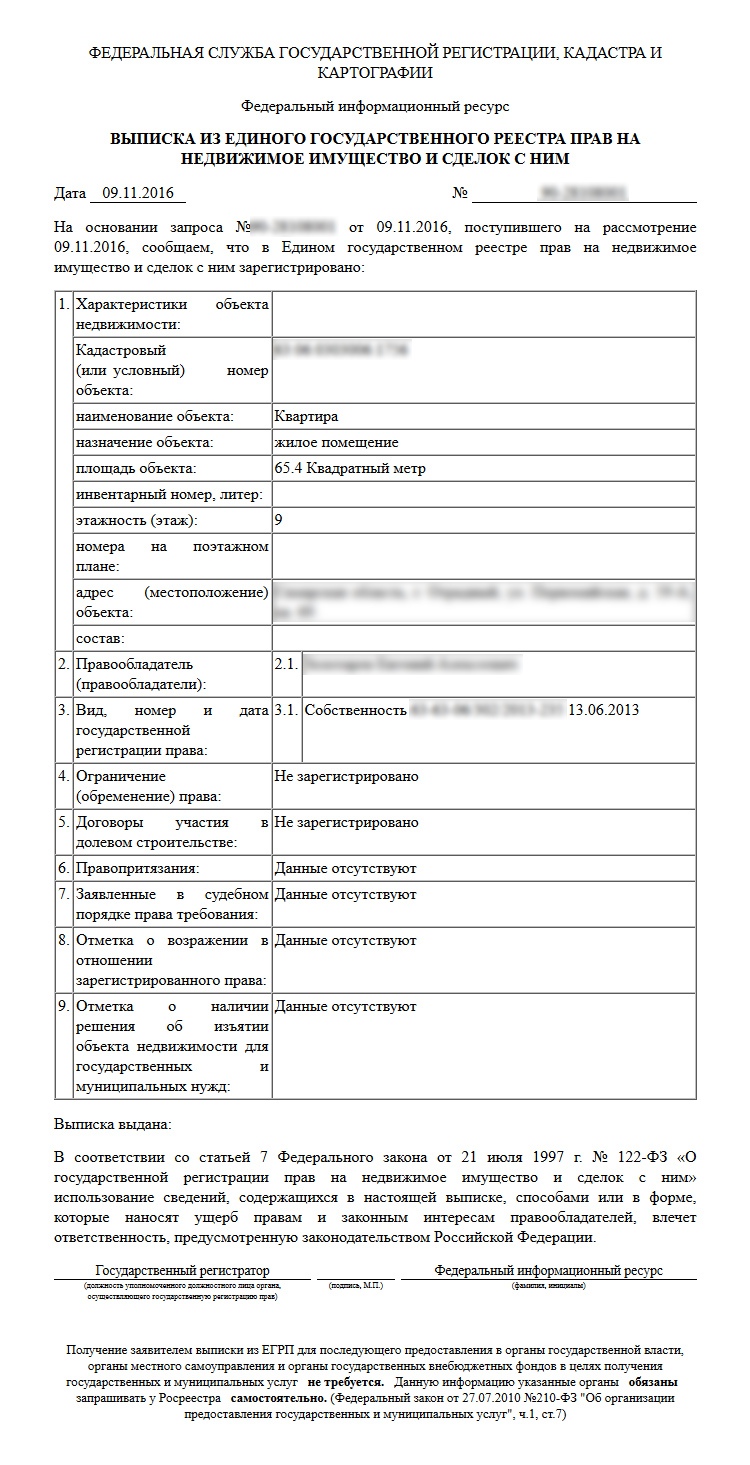 ФЕДЕРАЛЬНАЯ СЛУЖБА ГОСУДАРСТВЕННОЙ РЕГИСТРАЦИИ, КАДАСТРА И
КАРТОГРАФИИ
Федеральный информационный ресурс
ВЫПИСКА ИЗ ЕДИНОГО ГОСУДАРСТВЕННОГО РЕЕСТРА ПРАВ НА
НЕДВИЖИМОЕ ИМУЩЕСТВО И СДЕЛОК С НИМ
Дата 09.11.2016 №
На основании запроса № от 09.11.2016, поступившего на рассмотрение
09.11.2016, сообщаем, что в Едином государственном реестре прав на недвижимое
имущество и сделок с ним зарегистрировано:
1. Характеристики объекта
недвижимости:
Кадастровый
(или условный) номер
объекта:
наименование объекта: Квартира
назначение объекта: жилое помещение
площадь объекта: 65.4 Квадратный метр
инвентарный номер, литер:
этажность (этаж): 9
номера на поэтажном
плане:
адрес (местоположение)
объекта:
состав:
2. Правообладатель 2.1.
(правообладатели):
3. Вид, номер и дата 3.1. Собственность 13.06.2013
государственной
регистрации права:
4. Ограничение Не зарегистрировано
(обременение) права:
5. Договоры участия в Не зарегистрировано
долевом строительстве:
6. Правопритязания: Данные отсутствуют
7. Заявленные в судебном Данные отсутствуют
порядке права требования:
8. Отметка о возражении в Данные отсутствуют
отношении
зарегистрированного права:
9. Отметка о наличии Данные отсутствуют
решения об изъятии
объекта недвижимости для
государственных и
муниципальных нужд:
Выписка выдана:
В соответствии со статьей 7 Федерального закона от 21 июля 1997 г. № 122-ФЗ «О
государственной регистрации прав на недвижимое имущество и сделок с ним»
использование сведений, содержащихся в настоящей выписке, способами или в форме,
которые наносят ущерб правам и законным интересам правообладателей, влечет
ответственность, предусмотренную законодательством Российской Федерации.
Государственный регистратор Федеральный информационный ресурс
(должность уполномоченного должностного лица органа, (подпись, М.П.) (фамилия, инициалы)
осуществляющего государственную регистрацию прав)
Получение заявителем выписки из ЕГРП для последующего предоставления в органы государственной власти,
органы местного самоуправления и органы государственных внебюджетных фондов в целях получения
государственных и муниципальных услуг не требуется. Данную информацию указанные органы обязаны
запрашивать у Росреестра самостоятельно. (Федеральный закон от 27.07.2010 №210-ФЗ "Об организации
предоставления государственных и муниципальных услуг", ч.1, ст.7)